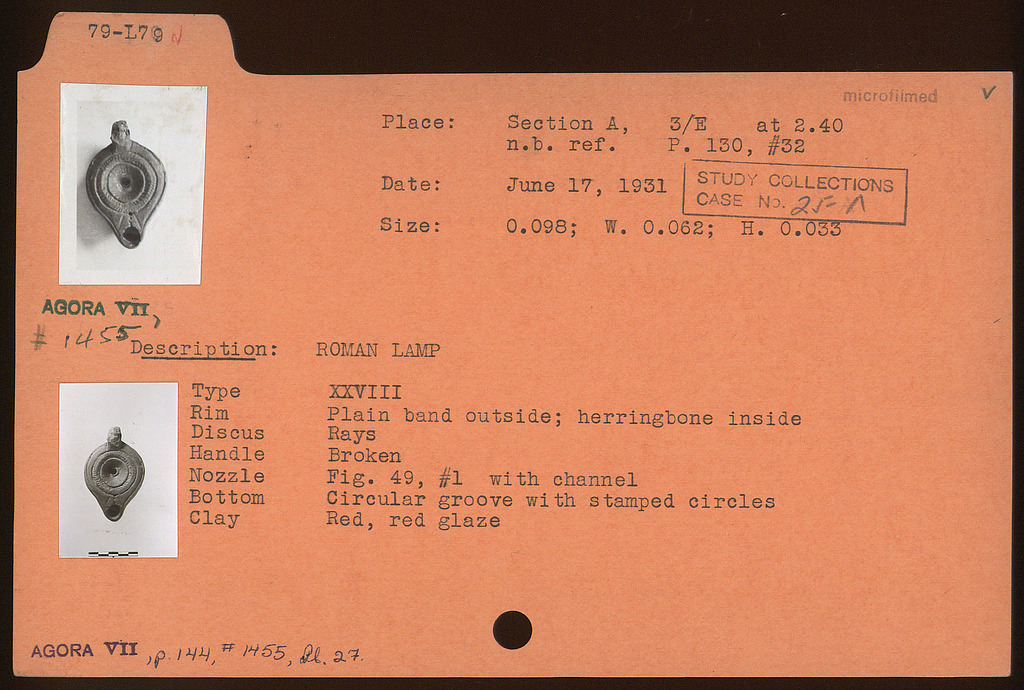 79-L79 N
microfilmed
Place: Section A, 3/E at 2.40
n.b. ref. P. 130, #32
Date: June 17, 1931
STUDY COLLECTIONS
CASE No. 25-A
Size: 0.098; W. 0.062; H. 0.033
AGORA VII,
# 1455
Description: ROMAN LAMP
Type XXVIII
Rim Plain band outside; herringbone inside
Discus Rays
Handle Broken
Nozzle Fig. 49, #1 with channel
Bottom Circular groove with stamped circles
Clay Red, red glaze
AGORA VII, p. 144, # 1455, Pl. 27.